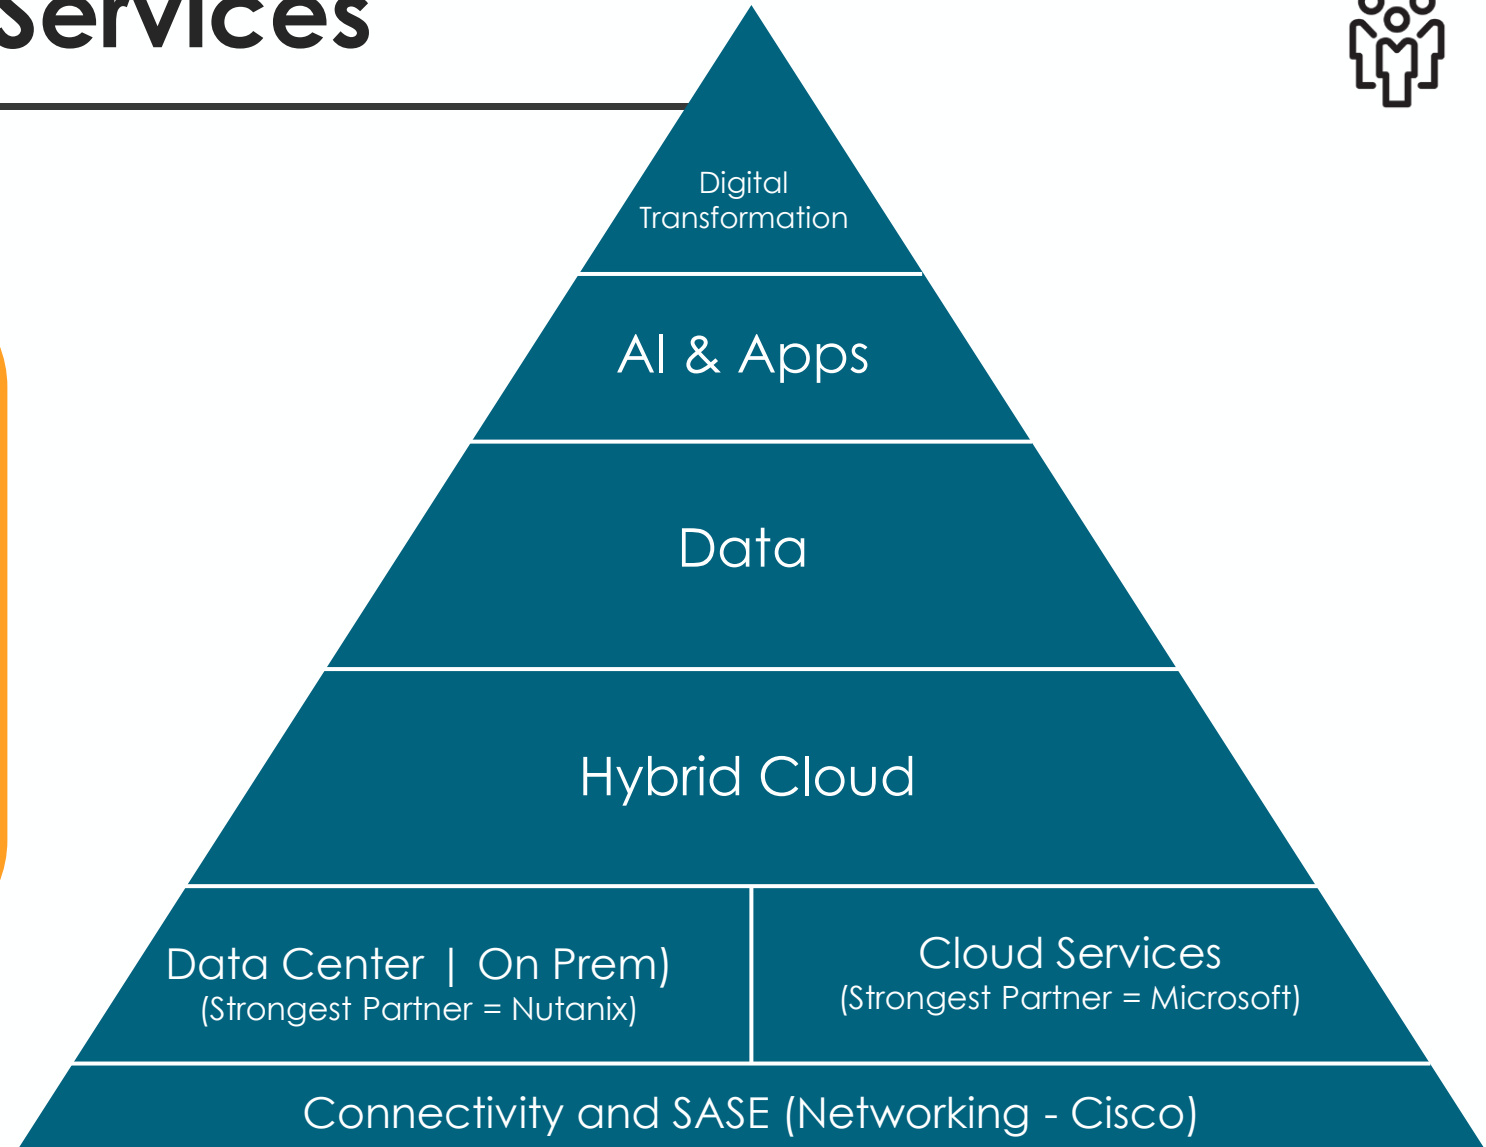 Services
Digital
Transformation
AI & Apps
Data
Hybrid Cloud
Data Center | On Prem)
(Strongest Partner = Nutanix)
Cloud Services
(Strongest Partner = Microsoft)
Connectivity and SASE (Networking - Cisco)